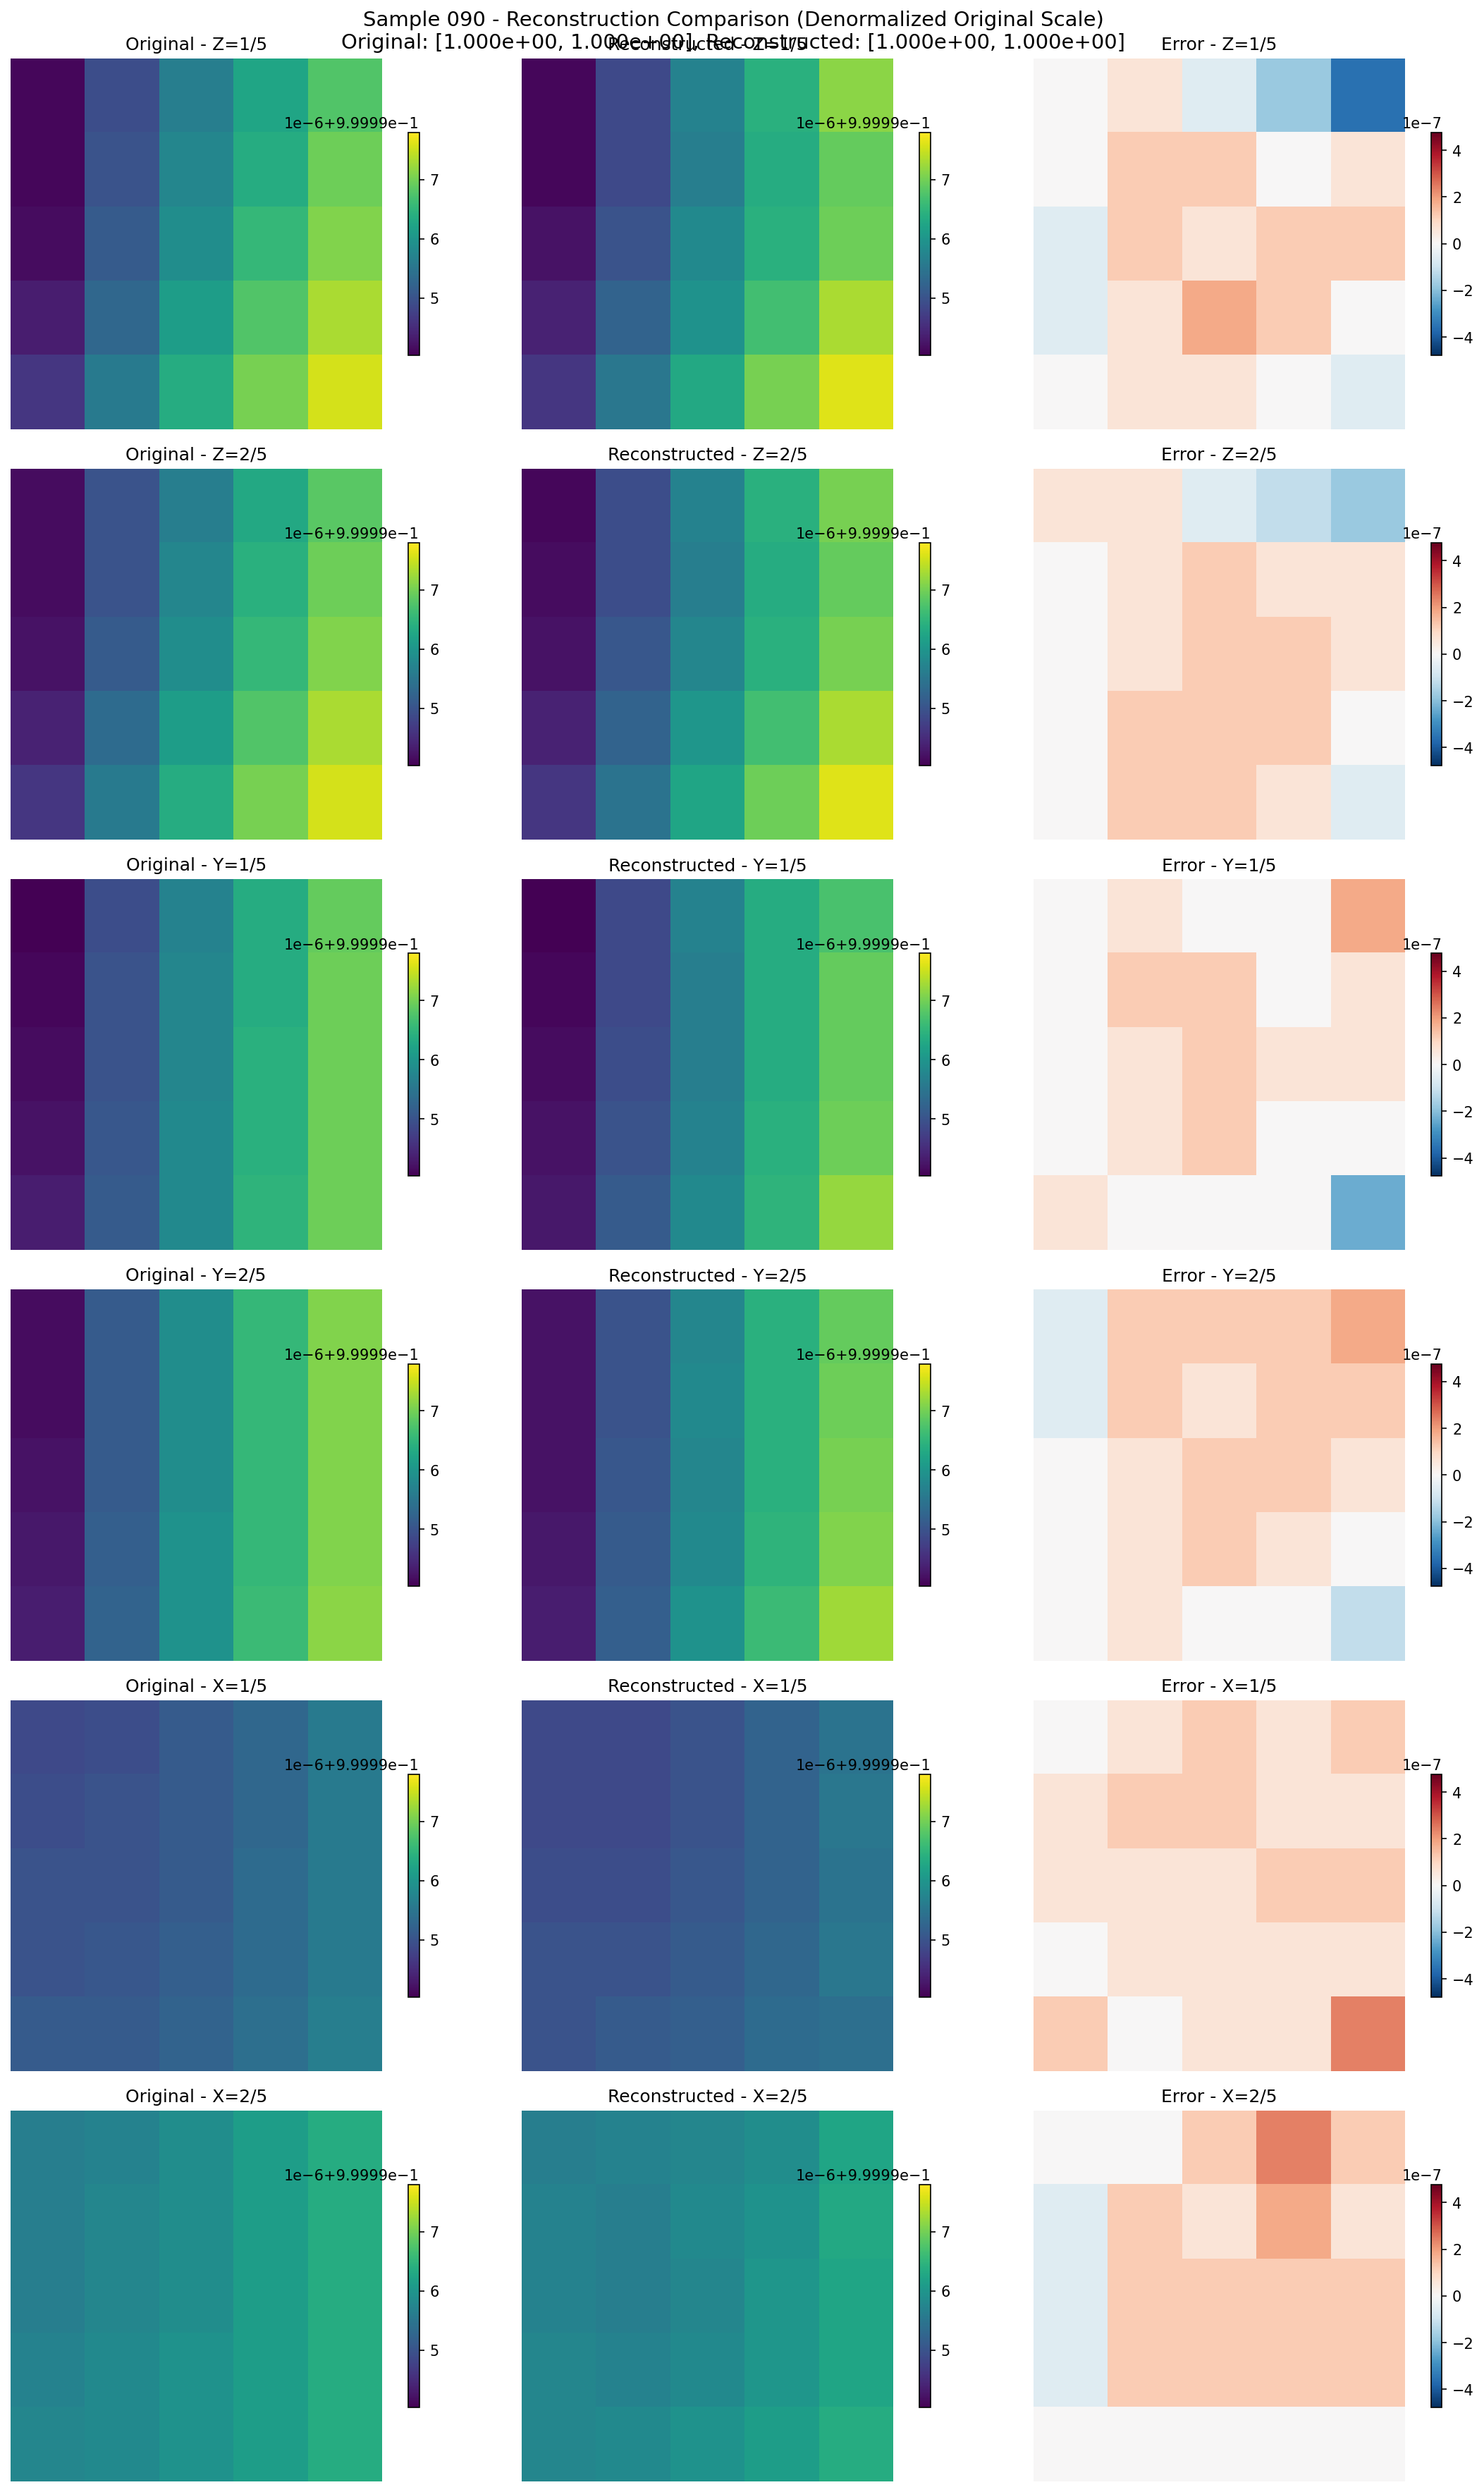 Sample 090 - Reconstruction Comparison (Denormalized Original Scale)
Original: [1.000e+00, 1.000e+00], Reconstructed: [1.000e+00, 1.000e+00]
Original - Z=1/5
Reconstructed - Z=1/5
Error - Z=1/5
1e−6+9.9999e−1
7
6
5
1e−6+9.9999e−1
7
6
5
1e−7
4
2
0
−2
−4
Original - Z=2/5
Reconstructed - Z=2/5
Error - Z=2/5
1e−6+9.9999e−1
7
6
5
1e−6+9.9999e−1
7
6
5
1e−7
4
2
0
−2
−4
Original - Y=1/5
Reconstructed - Y=1/5
Error - Y=1/5
1e−6+9.9999e−1
7
6
5
1e−6+9.9999e−1
7
6
5
1e−7
4
2
0
−2
−4
Original - Y=2/5
Reconstructed - Y=2/5
Error - Y=2/5
1e−6+9.9999e−1
7
6
5
1e−6+9.9999e−1
7
6
5
1e−7
4
2
0
−2
−4
Original - X=1/5
Reconstructed - X=1/5
Error - X=1/5
1e−6+9.9999e−1
7
6
5
1e−6+9.9999e−1
7
6
5
1e−7
4
2
0
−2
−4
Original - X=2/5
Reconstructed - X=2/5
Error - X=2/5
1e−6+9.9999e−1
7
6
5
1e−6+9.9999e−1
7
6
5
1e−7
4
2
0
−2
−4